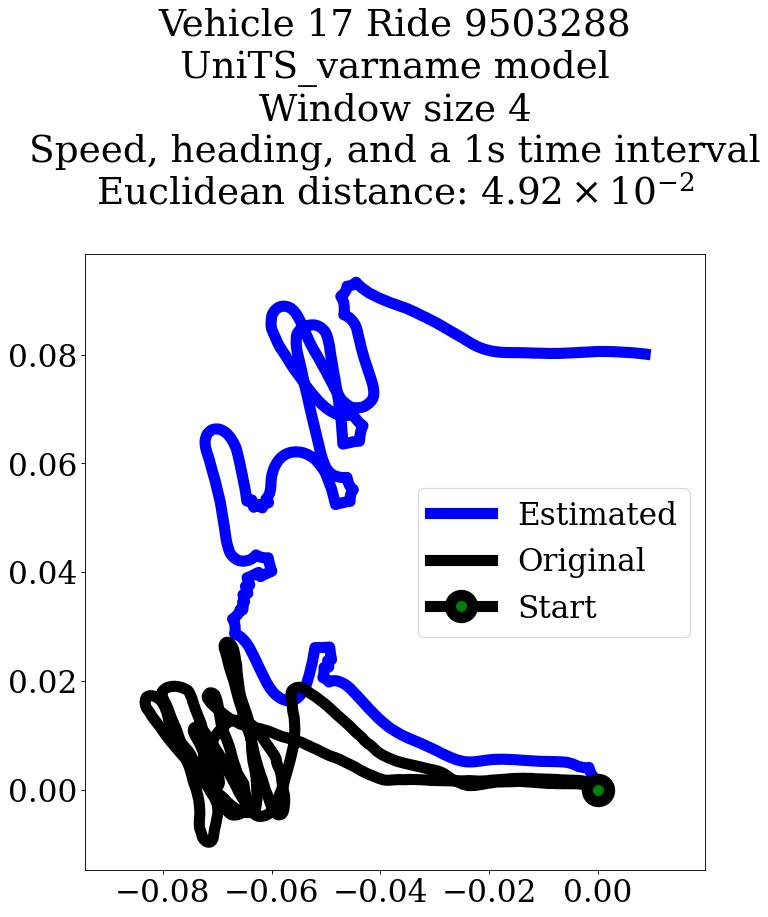 Vehicle 17 Ride 9503288
UniTS_varname model
Window size 4
Speed, heading, and a 1s time interval
Euclidean distance: 4.92 × 10⁻²
0.08
0.06
0.04
0.02
0.00
Estimated
Original
Start
−0.08 −0.06 −0.04 −0.02 0.00